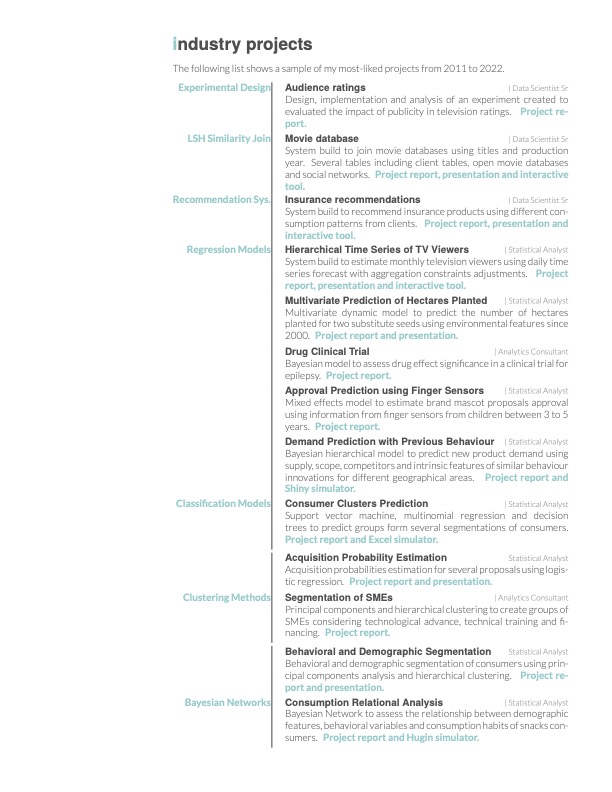 industry projects
The following list shows a sample of my most-liked projects from 2011 to 2022.
Experimental Design
Audience ratings | Data Scientist Sr
Design, implementation and analysis of an experiment created to
evaluated the impact of publicity in television ratings. Project re-
port.
LSH Similarity Join
Movie database | Data Scientist Sr
System build to join movie databases using titles and production
year. Several tables including client tables, open movie databases
and social networks. Project report, presentation and interactive
tool.
Recommendation Sys.
Insurance recommendations | Data Scientist Sr
System build to recommend insurance products using different con-
sumption patterns from clients. Project report, presentation and
interactive tool.
Regression Models
Hierarchical Time Series of TV Viewers | Statistical Analyst
System build to estimate monthly television viewers using daily time
series forecast with aggregation constraints adjustments. Project
report, presentation and interactive tool.
Multivariate Prediction of Hectares Planted | Statistical Analyst
Multivariate dynamic model to predict the number of hectares
planted for two substitute seeds using environmental features since
2000. Project report and presentation.
Drug Clinical Trial | Analytics Consultant
Bayesian model to assess drug effect significance in a clinical trial for
epilepsy. Project report.
Approval Prediction using Finger Sensors | Statistical Analyst
Mixed effects model to estimate brand mascot proposals approval
using information from finger sensors from children between 3 to 5
years. Project report.
Demand Prediction with Previous Behaviour | Statistical Analyst
Bayesian hierarchical model to predict new product demand using
supply, scope, competitors and intrinsic features of similar behaviour
innovations for different geographical areas. Project report and
Shiny simulator.
Classification Models
Consumer Clusters Prediction | Statistical Analyst
Support vector machine, multinomial regression and decision
trees to predict groups form several segmentations of consumers.
Project report and Excel simulator.
Acquisition Probability Estimation Statistical Analyst
Acquisition probabilities estimation for several proposals using logis-
tic regression. Project report and presentation.
Clustering Methods
Segmentation of SMEs | Analytics Consultant
Principal components and hierarchical clustering to create groups of
SMEs considering technological advance, technical training and fi-
nancing. Project report.
Behavioral and Demographic Segmentation Statistical Analyst
Behavioral and demographic segmentation of consumers using prin-
cipal components analysis and hierarchical clustering. Project re-
port and presentation.
Bayesian Networks
Consumption Relational Analysis | Statistical Analyst
Bayesian Network to assess the relationship between demographic
features, behavioral variables and consumption habits of snacks con-
sumers. Project report and Hugin simulator.